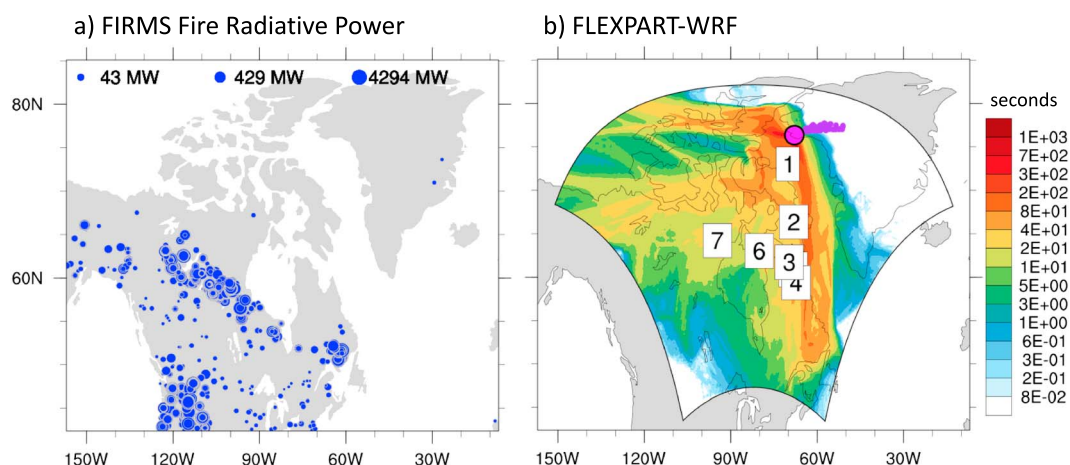 a) FIRMS Fire Radiative Power
43 MW 429 MW 4294 MW
80N
60N
150W 120W 90W 60W 30W
b) FLEXPART-WRF
1
2
7
6
3
4
150W 120W 90W 60W 30W
seconds
1E+03
7E+02
3E+02
2E+02
8E+01
4E+01
2E+01
1E+01
5E+00
3E+00
1E+00
6E-01
3E-01
2E-01
8E-02